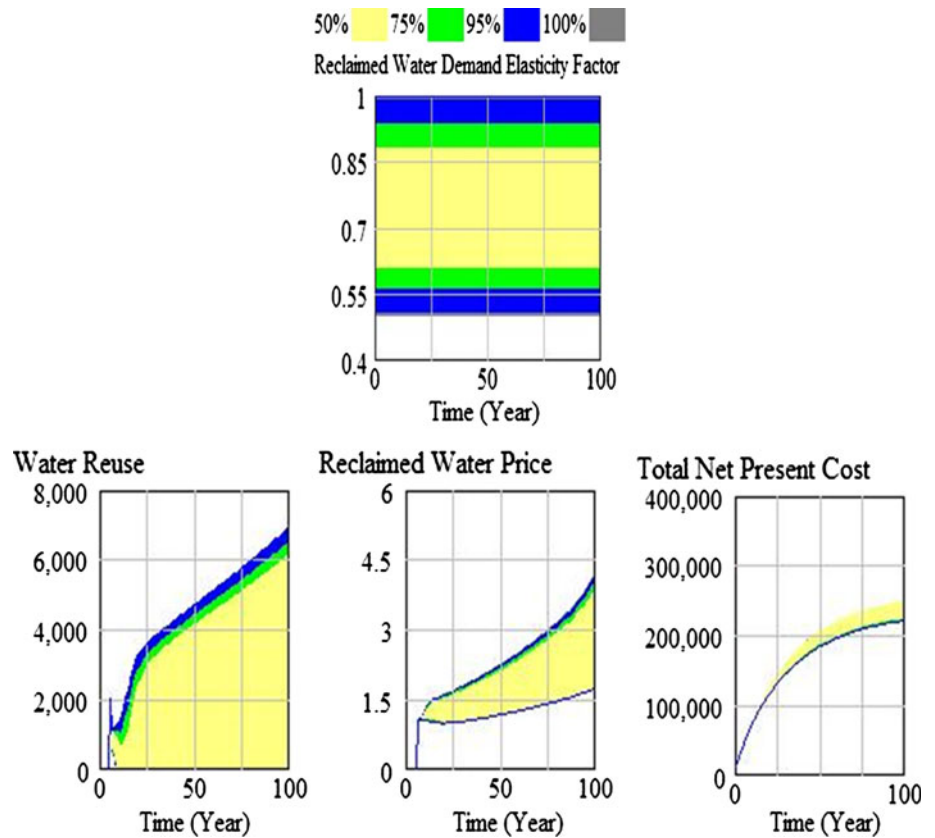 50% 75% 95% 100%
Reclaimed Water Demand Elasticity Factor
1
0.85
0.7
0.55
0.4
0 50 100
Time (Year)
Water Reuse
8,000
6,000
4,000
2,000
0
0 50 100
Time (Year)
Reclaimed Water Price
6
4.5
3
1.5
0
0 50 100
Time (Year)
Total Net Present Cost
400,000
300,000
200,000
100,000
0
0 50 100
Time (Year)